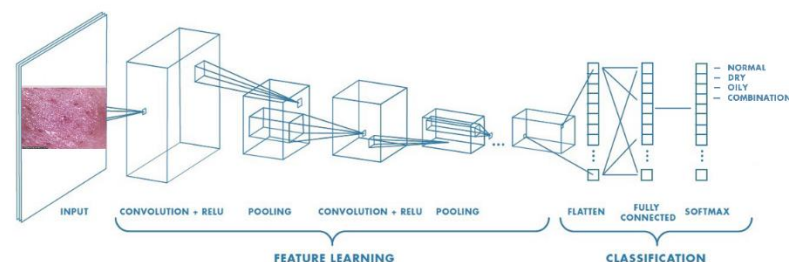 NORMAL
DRY
OILY
COMBINATION
INPUT
CONVOLUTION + RELU
POOLING
CONVOLUTION + RELU
POOLING
FLATTEN
FULLY
CONNECTED
SOFTMAX
FEATURE LEARNING
CLASSIFICATION